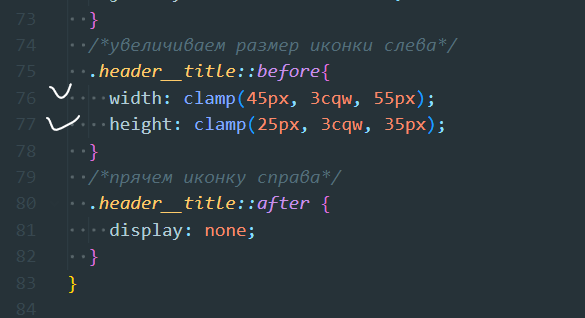 73 }
74 /*увеличиваем размер иконки слева*/
75 .header__title::before{
76 width: clamp(45px, 3cqw, 55px);
77 height: clamp(25px, 3cqw, 35px);
78 }
79 /*прячем иконку справа*/
80 .header__title::after {
81 display: none;
82 }
83 }
84